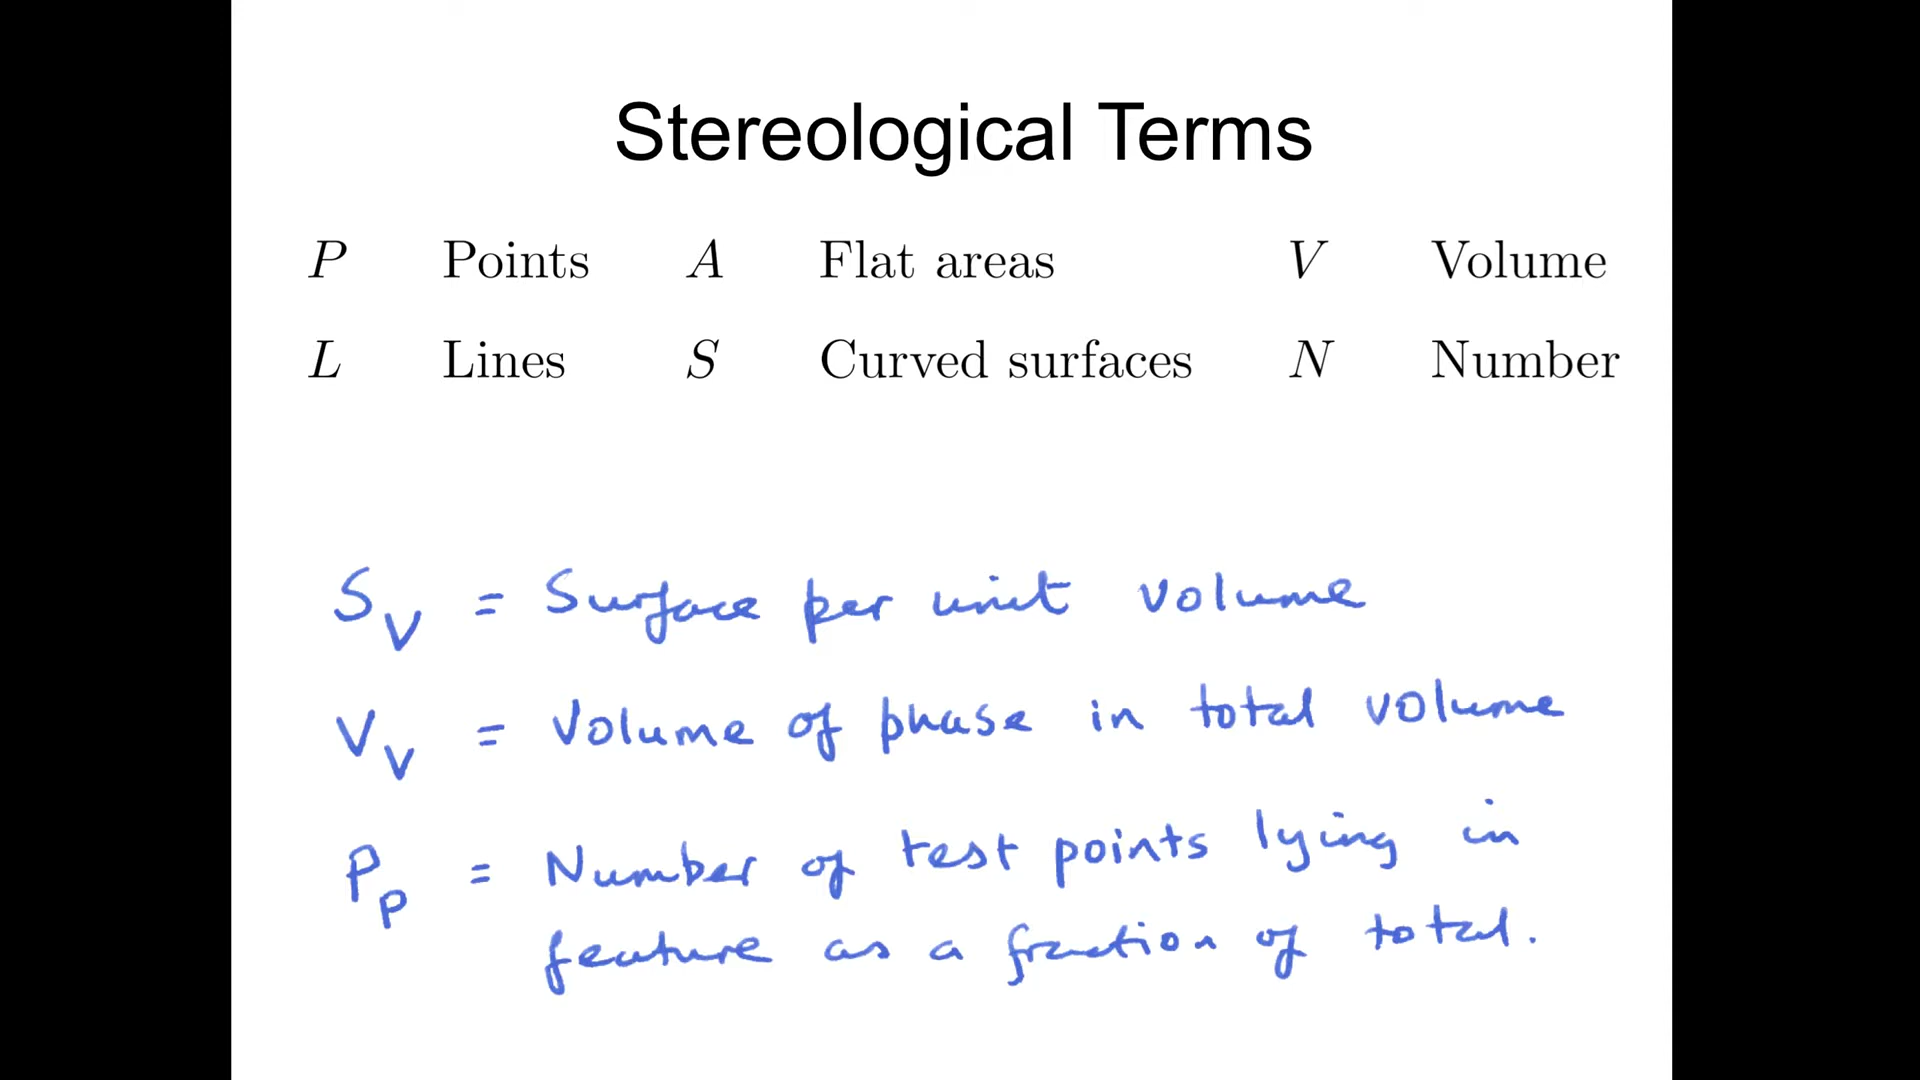 Stereological Terms
P Points A Flat areas V Volume
L Lines S Curved surfaces N Number
S_V = Surface per unit volume
V_V = Volume of phase in total volume
P_P = Number of test points lying in
feature as a fraction of total.